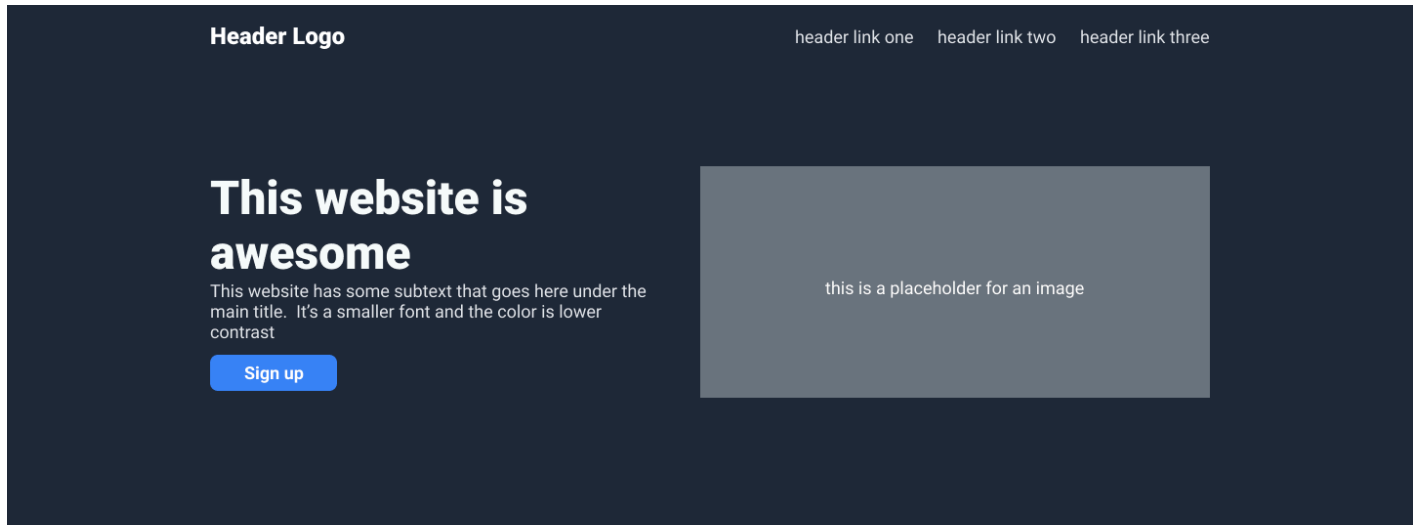 Header Logo
header link one
header link two
header link three
This website is
awesome
This website has some subtext that goes here under the
main title.  It’s a smaller font and the color is lower
contrast
Sign up
this is a placeholder for an image